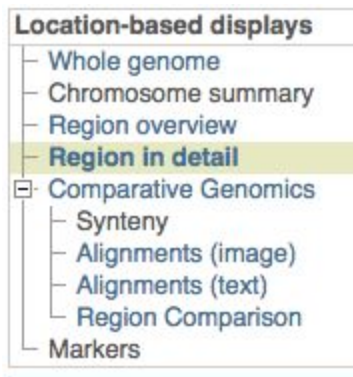 Location-based displays
Whole genome
Chromosome summary
Region overview
Region in detail
Comparative Genomics
Synteny
Alignments (image)
Alignments (text)
Region Comparison
Markers